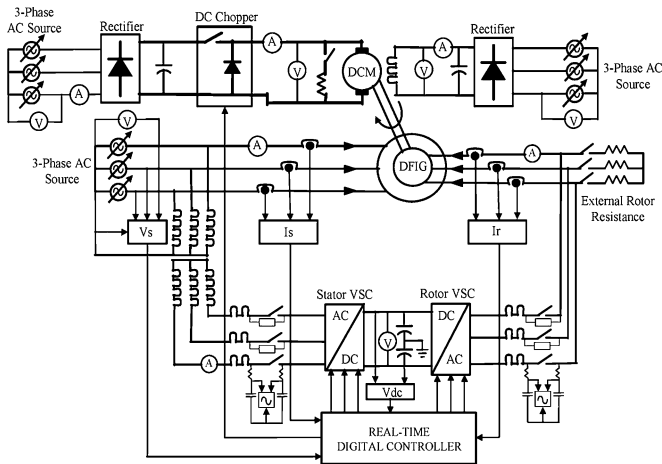 3-Phase
AC Source
Rectifier
DC Chopper
A
V
DCM
V
A
Rectifier
3-Phase AC
Source
A
V
V
V
3-Phase AC
Source
A
DFIG
A
External Rotor
Resistance
Vs
Is
Ir
Stator VSC
Rotor VSC
AC
DC
V
DC
AC
A
Vdc
REAL-TIME
DIGITAL CONTROLLER